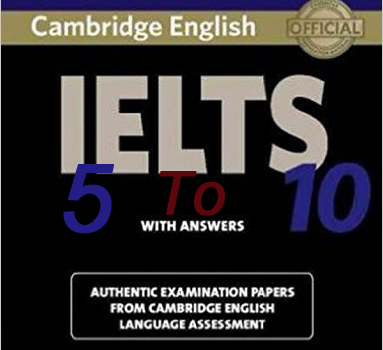 Cambridge English
OFFICIAL
IELTS
5 To 10
WITH ANSWERS
AUTHENTIC EXAMINATION PAPERS
FROM CAMBRIDGE ENGLISH
LANGUAGE ASSESSMENT